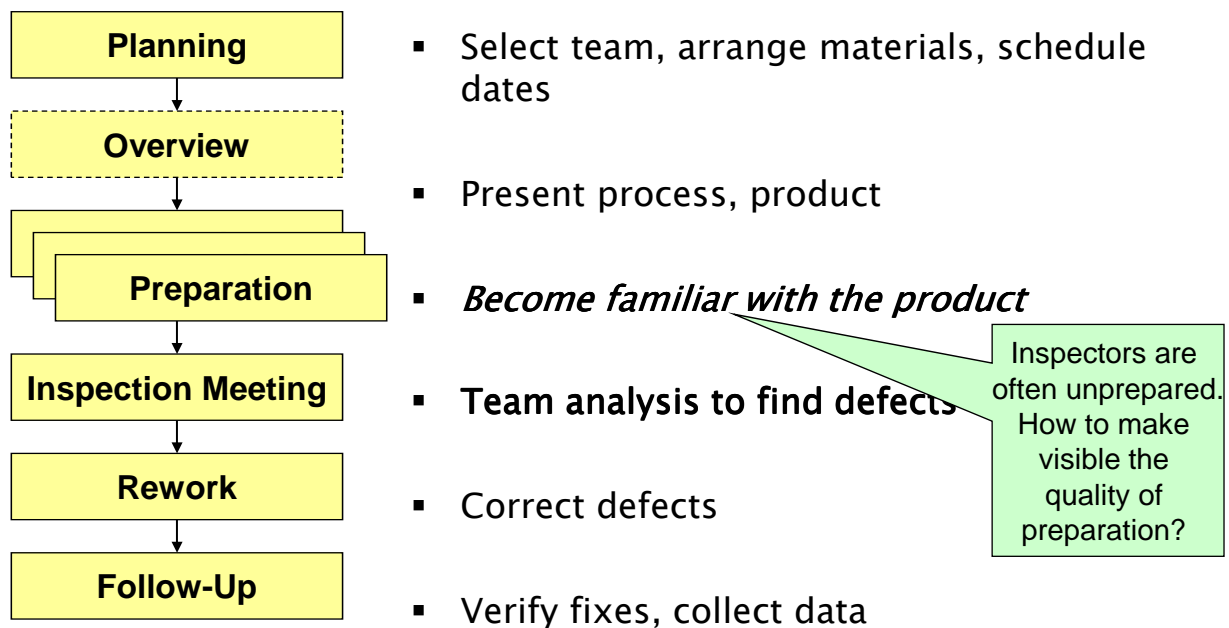 Planning
▪ Select team, arrange materials, schedule
dates
Overview
▪ Present process, product
Preparation
▪ Become familiar with the product
Inspectors are
often unprepared.
How to make
visible the
quality of
preparation?
Inspection Meeting
▪ Team analysis to find defects
Rework
▪ Correct defects
Follow-Up
▪ Verify fixes, collect data